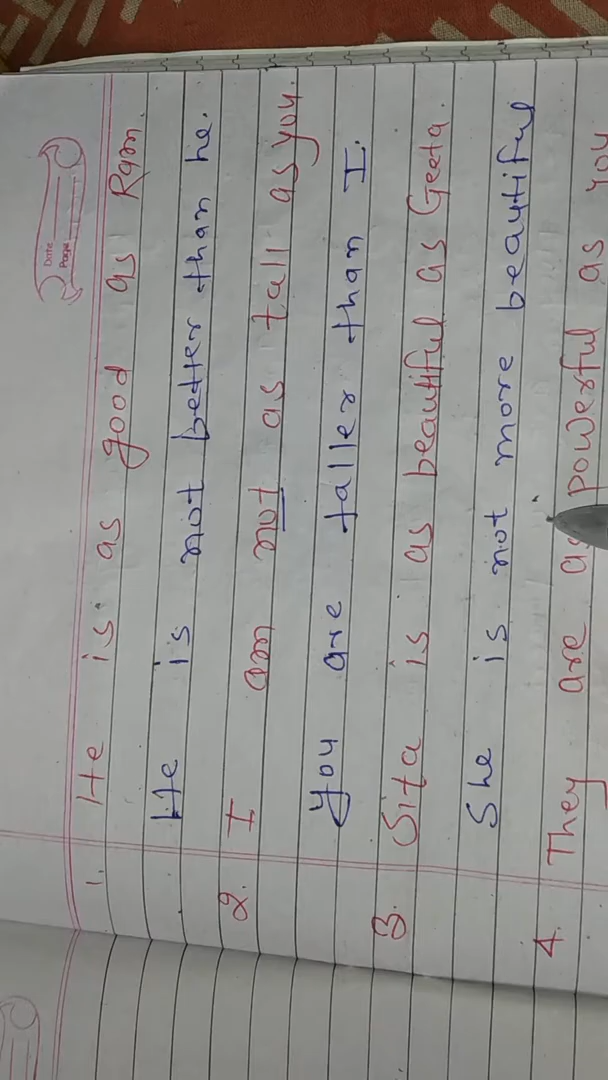 Date
Page
1. He is as good as Ram.
He is not better than he.
2. I am not as tall as you.
You are taller than I.
3. Sita is as beautiful as Geeta.
She is not more beautiful
4. They are as powerful as you